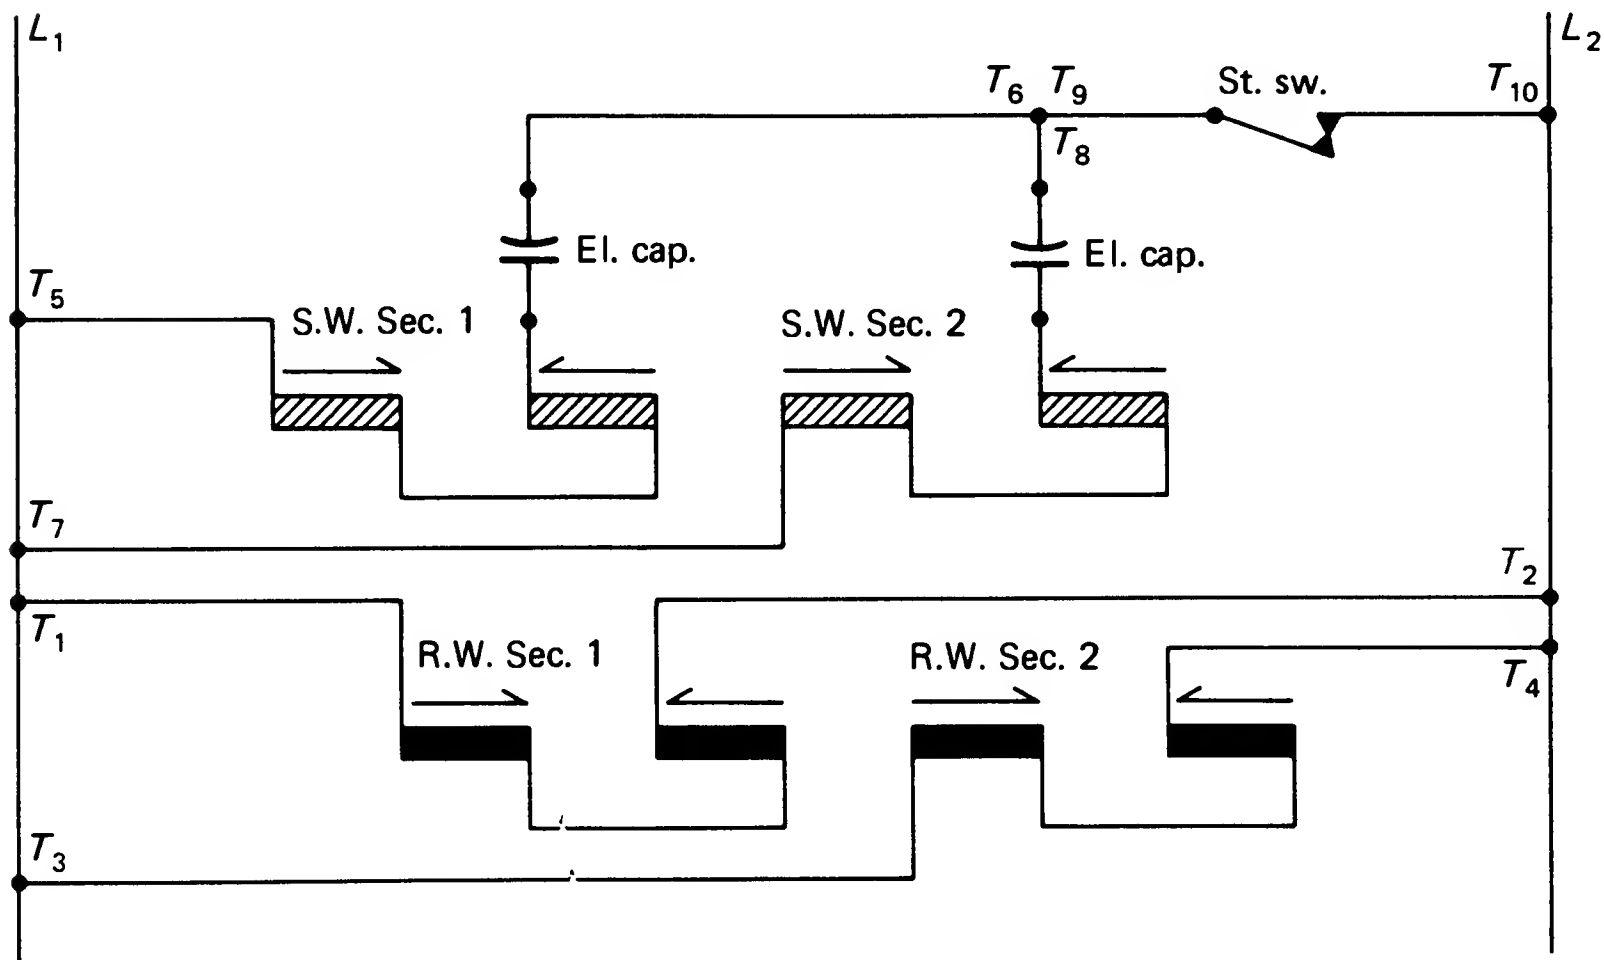 L1
L2
T6 T9 St. sw. T10
T8
El. cap. El. cap.
T5
S.W. Sec. 1 S.W. Sec. 2
T7
T2
T1
R.W. Sec. 1 R.W. Sec. 2
T4
T3